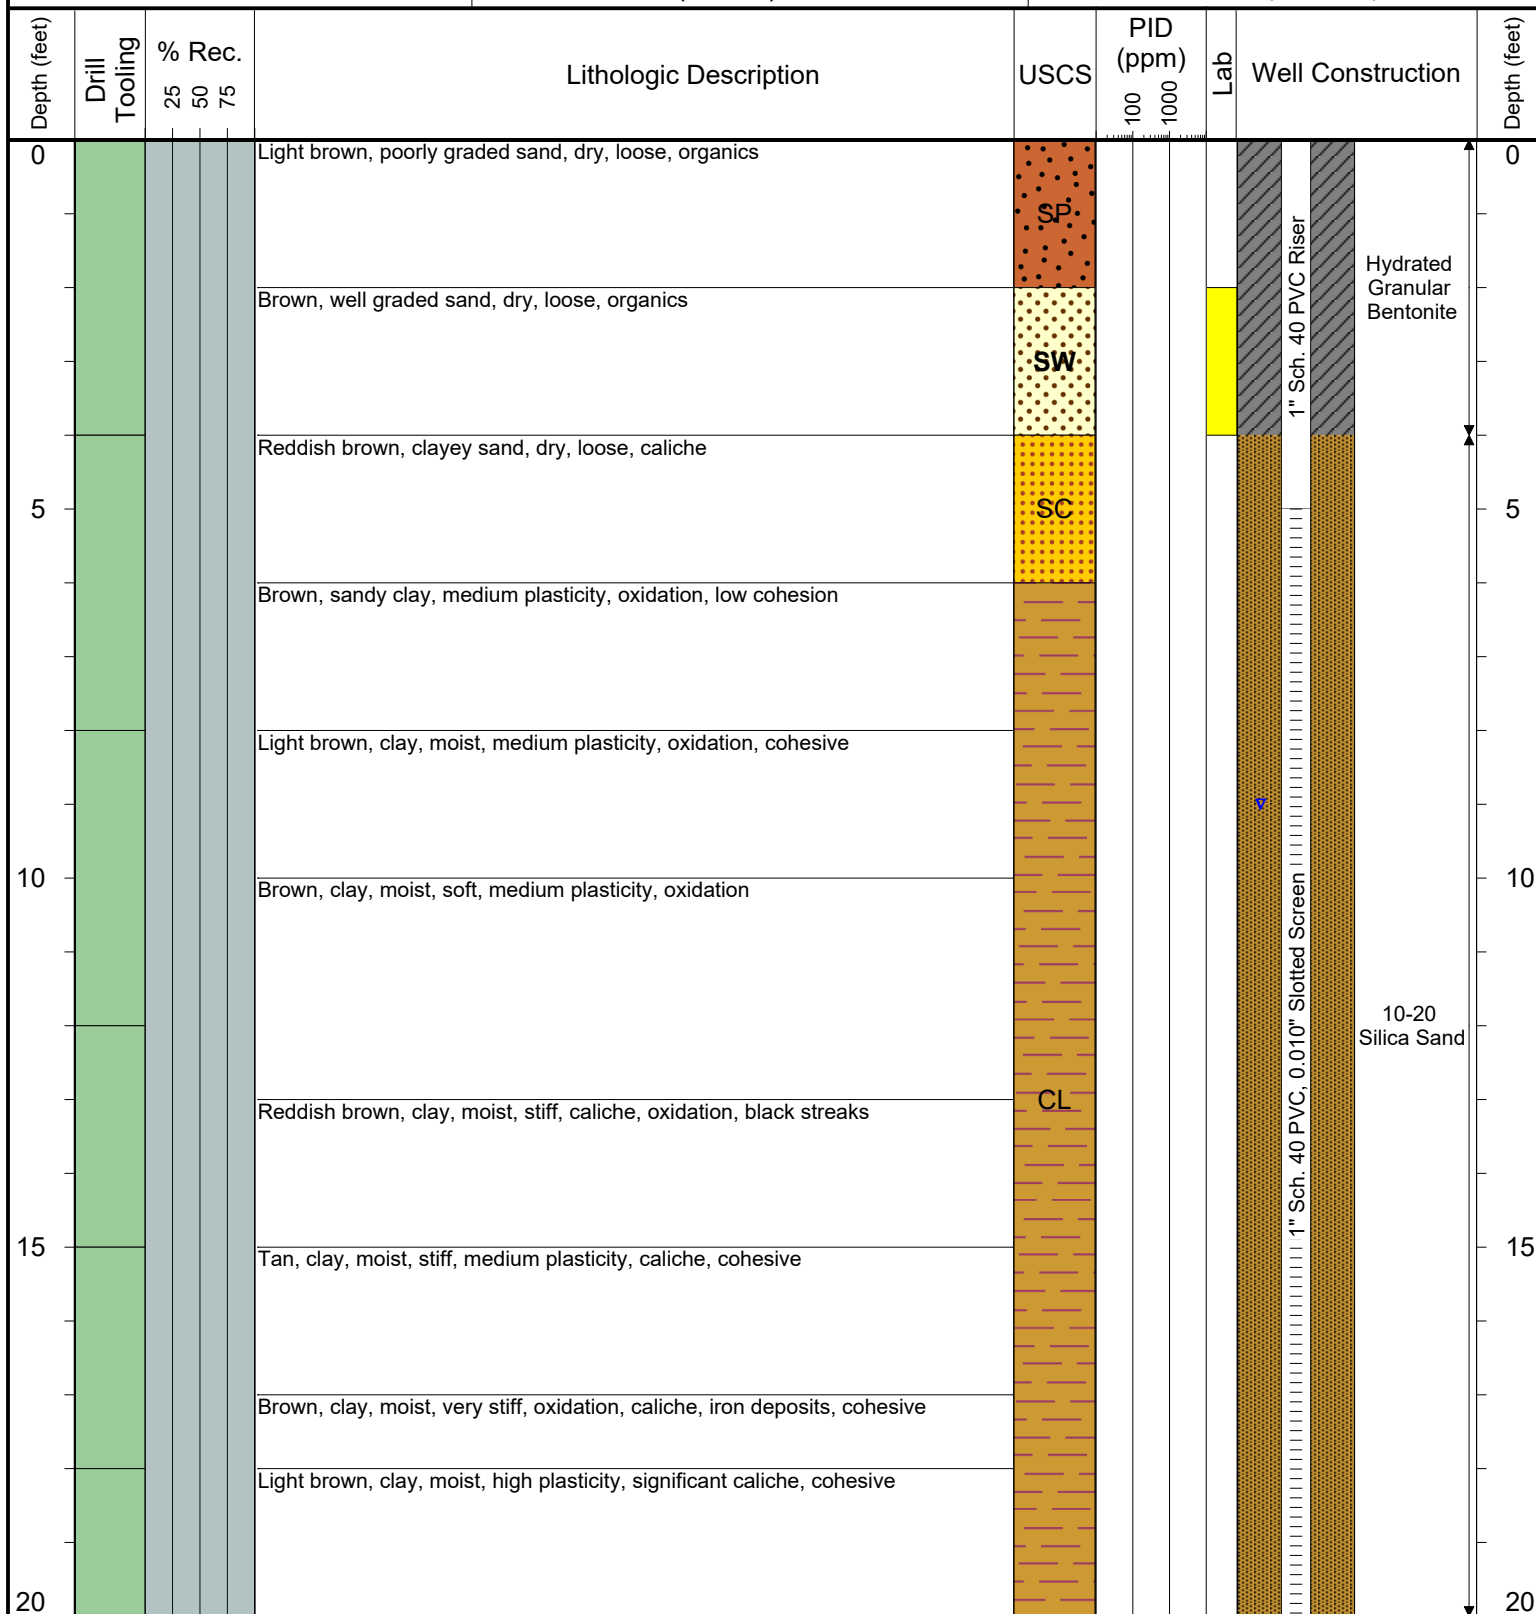 Depth (feet)
Drill
Tooling
% Rec.
25 50 75
Lithologic Description
USCS
PID
(ppm)
100 1000
Lab
Well Construction
Depth (feet)
0
Light brown, poorly graded sand, dry, loose, organics
0
SP
1" Sch. 40 PVC Riser
Hydrated
Granular
Bentonite
Brown, well graded sand, dry, loose, organics
SW
Reddish brown, clayey sand, dry, loose, caliche
5
SC
5
Brown, sandy clay, medium plasticity, oxidation, low cohesion
Light brown, clay, moist, medium plasticity, oxidation, cohesive
10
Brown, clay, moist, soft, medium plasticity, oxidation
10
1" Sch. 40 PVC, 0.010" Slotted Screen
10-20
Silica Sand
CL
Reddish brown, clay, moist, stiff, caliche, oxidation, black streaks
15
Tan, clay, moist, stiff, medium plasticity, caliche, cohesive
15
Brown, clay, moist, very stiff, oxidation, caliche, iron deposits, cohesive
Light brown, clay, moist, high plasticity, significant caliche, cohesive
20
20